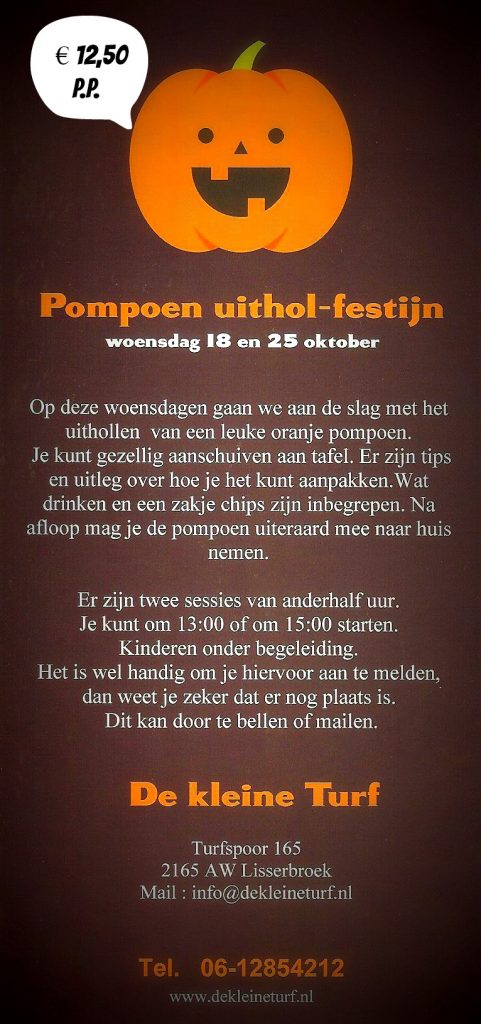 € 12,50
P.P.
Pompoen uithol-festijn
woensdag 18 en 25 oktober
Op deze woensdagen gaan we aan de slag met het
uithollen van een leuke oranje pompoen.
Je kunt gezellig aanschuiven aan tafel. Er zijn tips
en uitleg over hoe je het kunt aanpakken.Wat
drinken en een zakje chips zijn inbegrepen. Na
afloop mag je de pompoen uiteraard mee naar huis
nemen.
Er zijn twee sessies van anderhalf uur.
Je kunt om 13:00 of om 15:00 starten.
Kinderen onder begeleiding.
Het is wel handig om je hiervoor aan te melden,
dan weet je zeker dat er nog plaats is.
Dit kan door te bellen of mailen.
De kleine Turf
Turfspoor 165
2165 AW Lisserbroek
Mail : info@dekleineturf.nl
Tel. 06-12854212
www.dekleineturf.nl